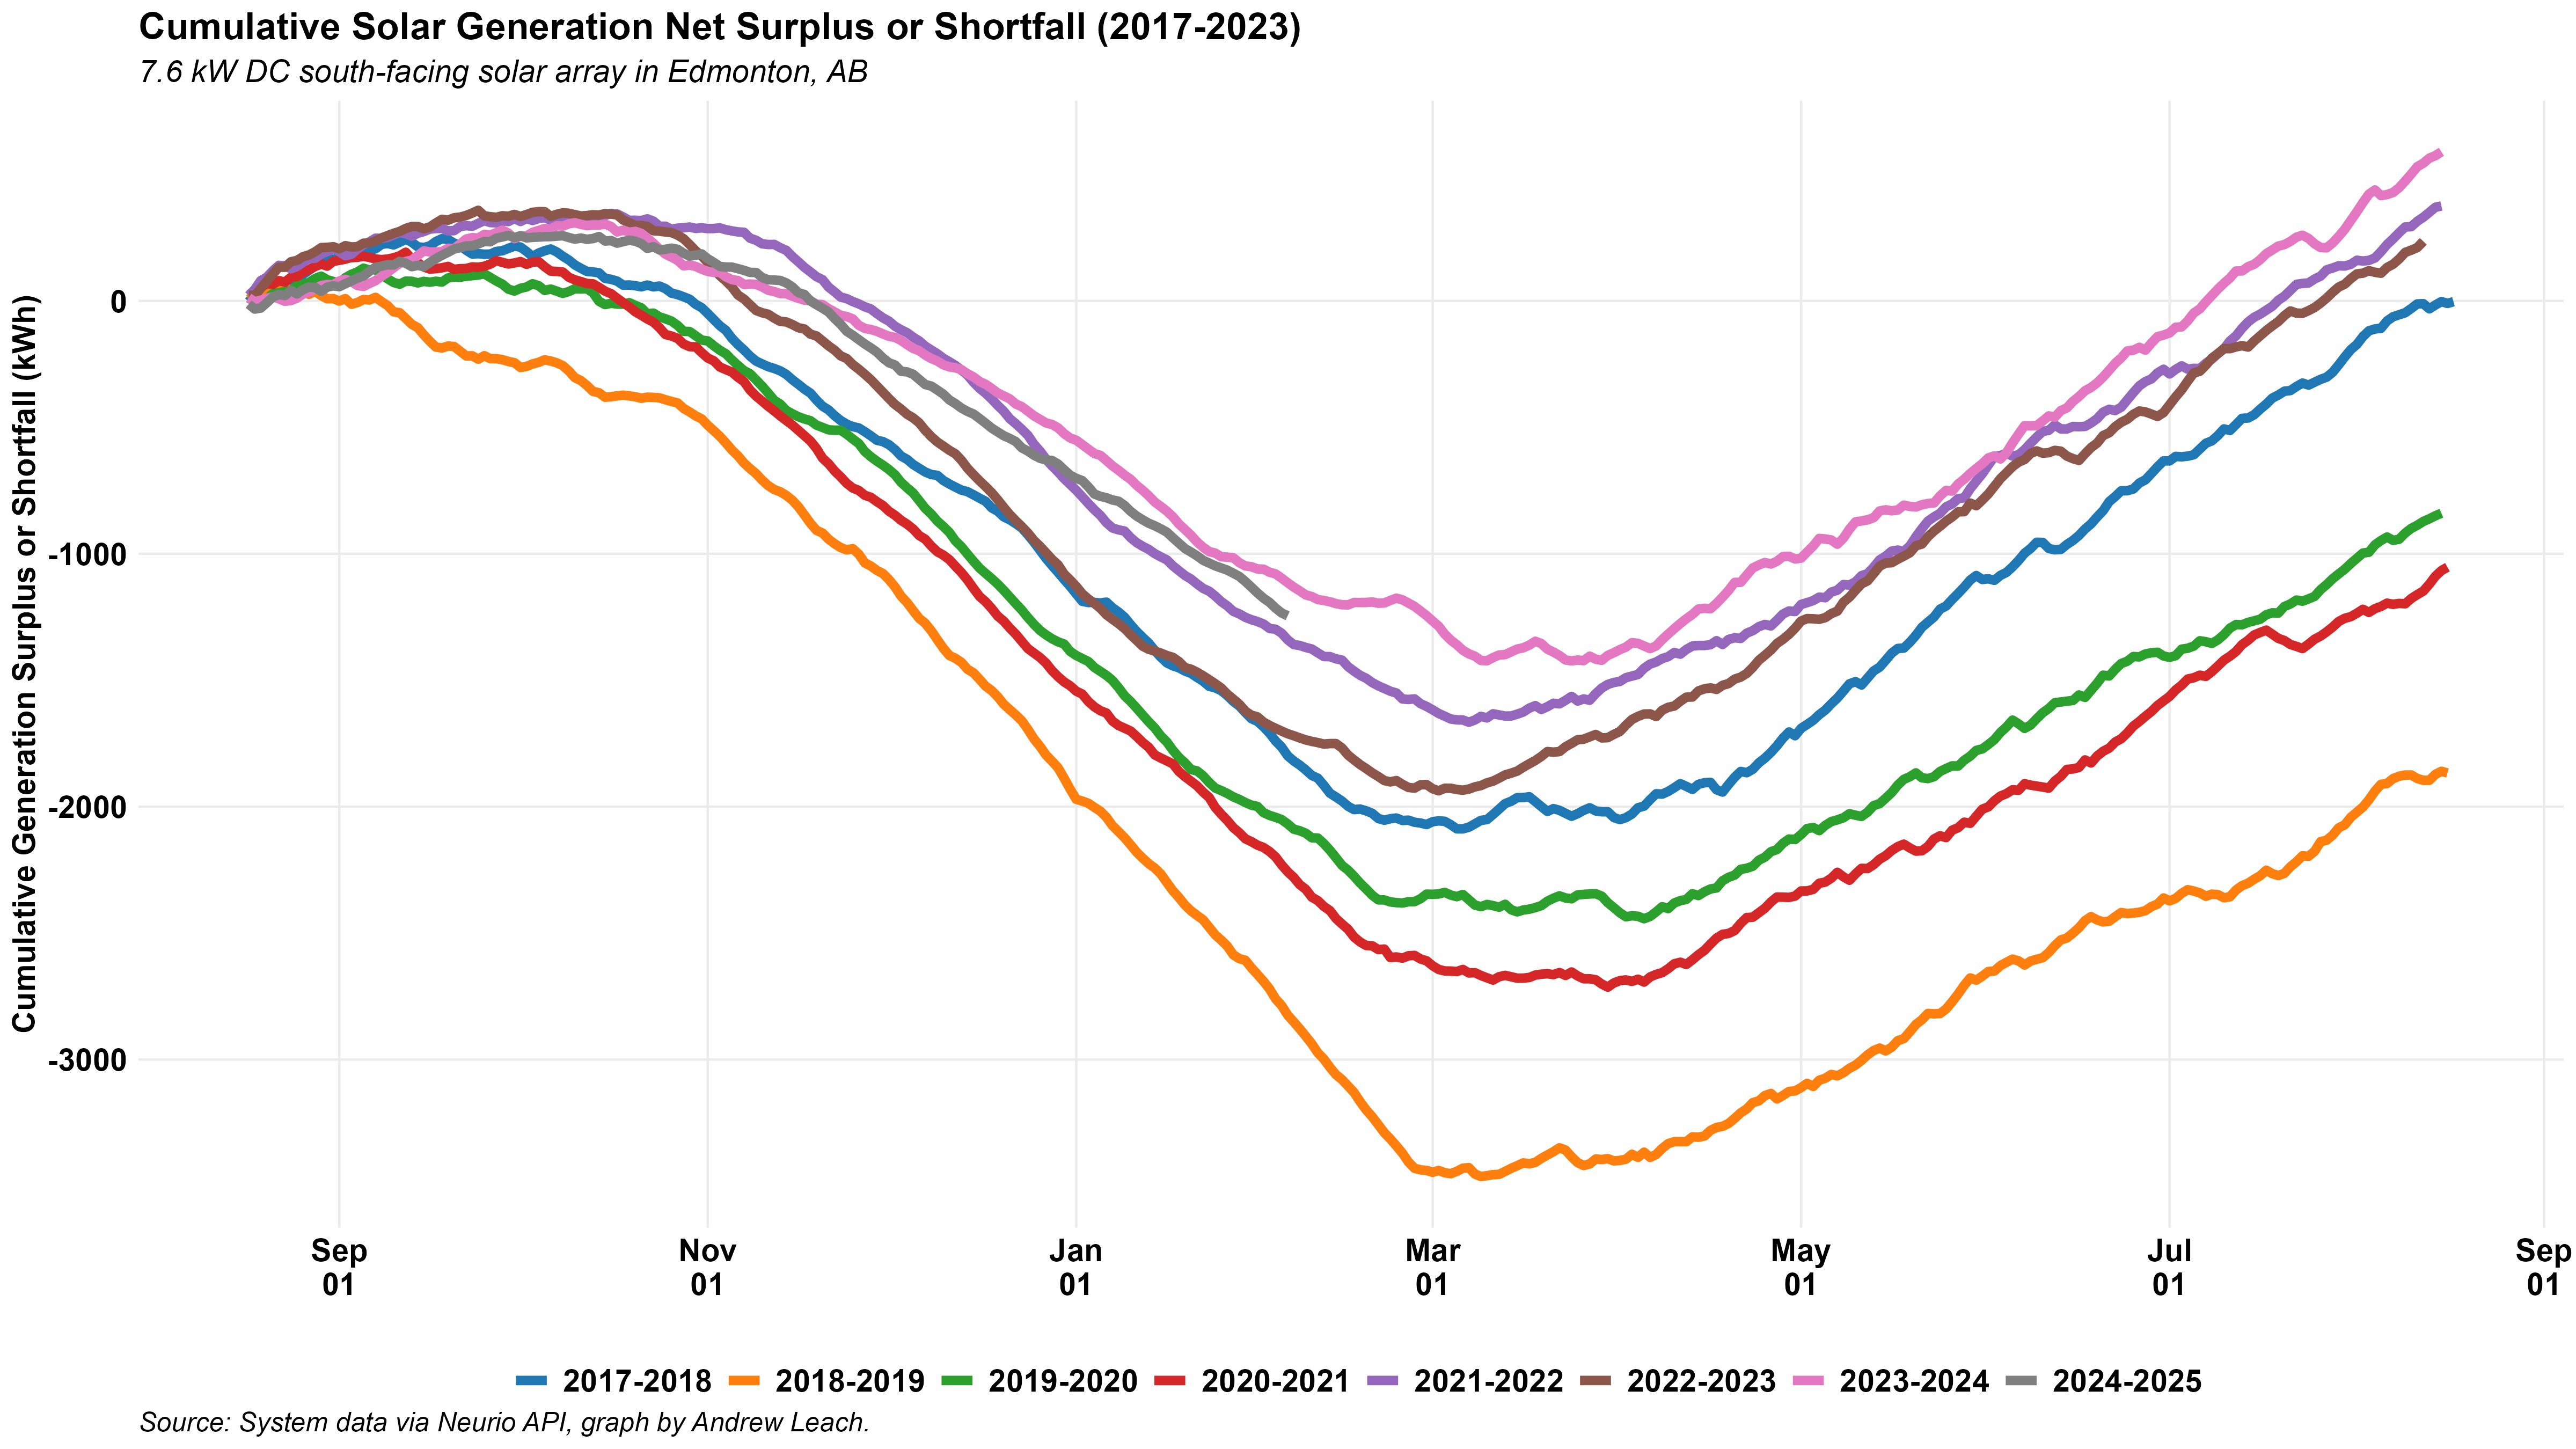 Cumulative Solar Generation Net Surplus or Shortfall (2017-2023)
7.6 kW DC south-facing solar array in Edmonton, AB
Cumulative Generation Surplus or Shortfall (kWh)
0
-1000
-2000
-3000
Sep 01
Nov 01
Jan 01
Mar 01
May 01
Jul 01
Sep 01
2017-2018 2018-2019 2019-2020 2020-2021 2021-2022 2022-2023 2023-2024 2024-2025
Source: System data via Neurio API, graph by Andrew Leach.